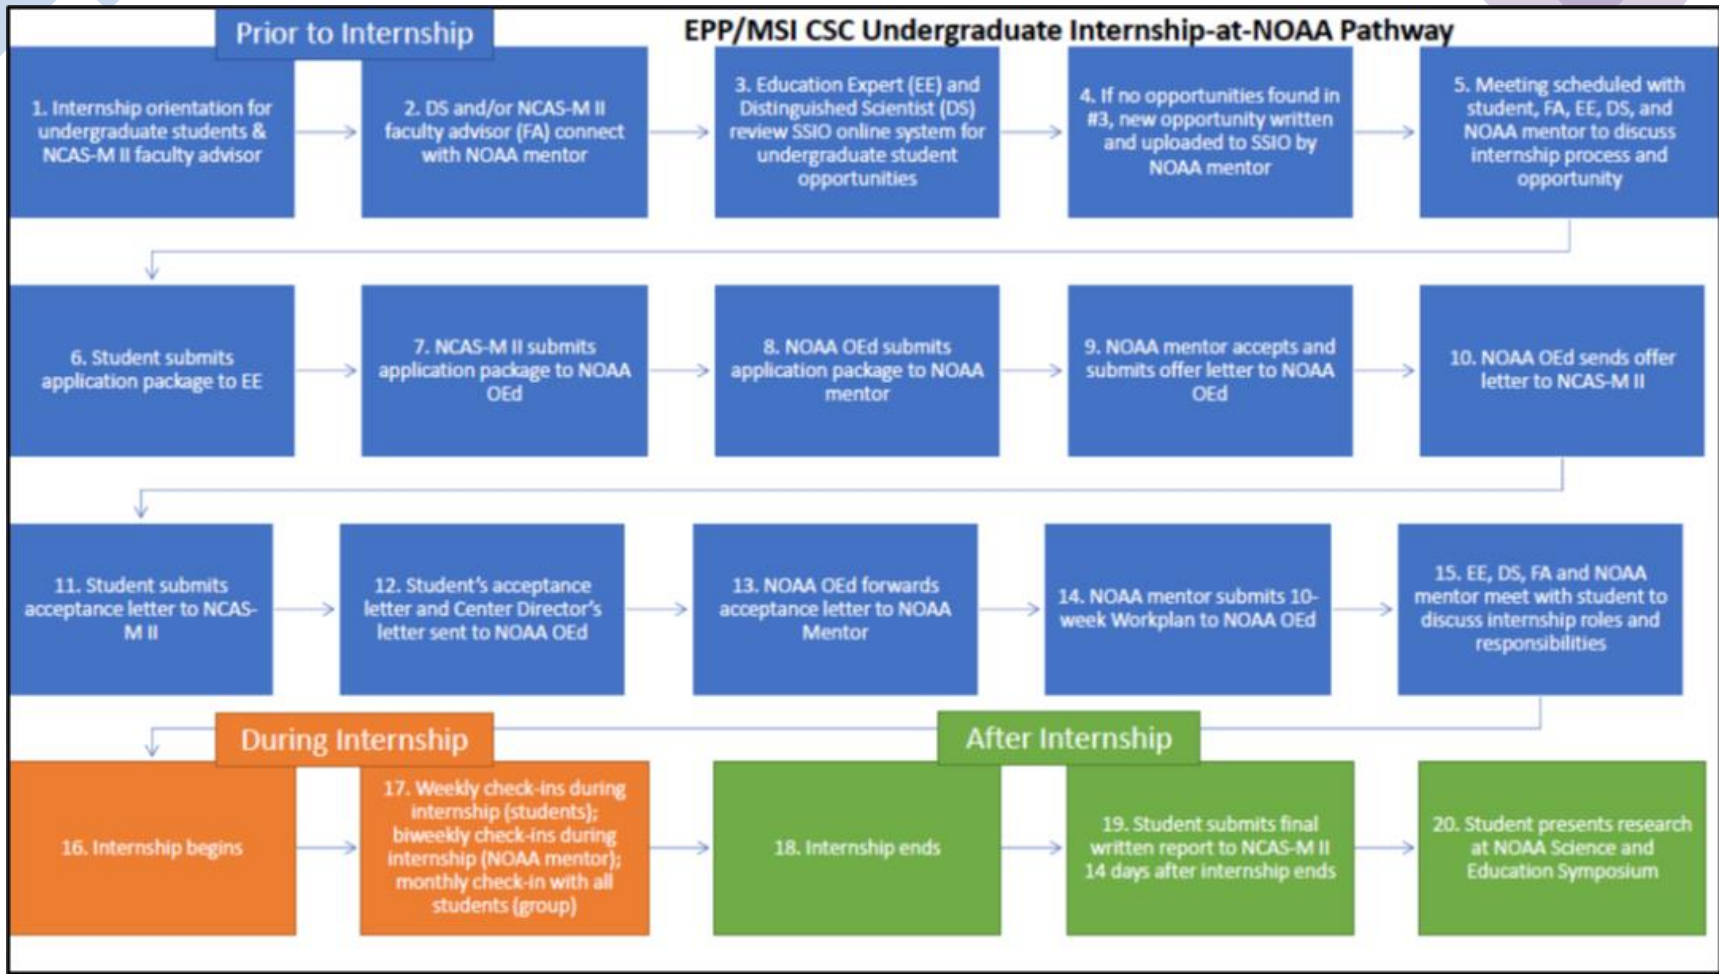 Prior to Internship
EPP/MSI CSC Undergraduate Internship-at-NOAA Pathway
1. Internship orientation for
undergraduate students &
NCAS-M II faculty advisor
2. DS and/or NCAS-M II
faculty advisor (FA) connect
with NOAA mentor
3. Education Expert (EE) and
Distinguished Scientist (DS)
review SSIO online system for
undergraduate student
opportunities
4. If no opportunities found in
#3, new opportunity written
and uploaded to SSIO by
NOAA mentor
5. Meeting scheduled with
student, FA, EE, DS, and
NOAA mentor to discuss
internship process and
opportunity
6. Student submits
application package to EE
7. NCAS-M II submits
application package to NOAA
OEd
8. NOAA OEd submits
application package to NOAA
mentor
9. NOAA mentor accepts and
submits offer letter to NOAA
OEd
10. NOAA OEd sends offer
letter to NCAS-M II
11. Student submits
acceptance letter to NCAS-
M II
12. Student's acceptance
letter and Center Director's
letter sent to NOAA OEd
13. NOAA OEd forwards
acceptance letter to NOAA
Mentor
14. NOAA mentor submits 10-
week Workplan to NOAA OEd
15. EE, DS, FA and NOAA
mentor meet with student to
discuss internship roles and
responsibilities
During Internship
After Internship
16. Internship begins
17. Weekly check-ins during
internship (students);
biweekly check-ins during
internship (NOAA mentor);
monthly check-in with all
students (group)
18. Internship ends
19. Student submits final
written report to NCAS-M II
14 days after internship ends
20. Student presents research
at NOAA Science and
Education Symposium